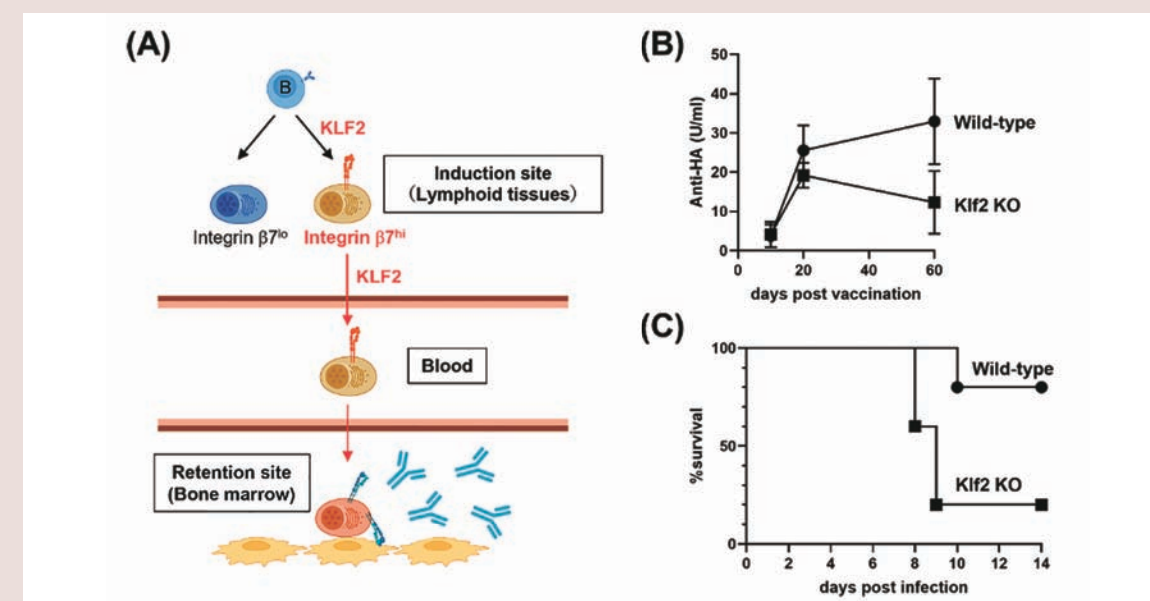 (A)
B
KLF2
Induction site
(Lymphoid tissues)
Integrin β7lo
Integrin β7hi
KLF2
Blood
Retention site
(Bone marrow)
(B)
50
40
30
20
10
0
Anti-HA (U/ml)
Wild-type
Klf2 KO
0 20 40 60
days post vaccination
(C)
100
50
0
%survival
Wild-type
Klf2 KO
0 2 4 6 8 10 12 14
days post infection